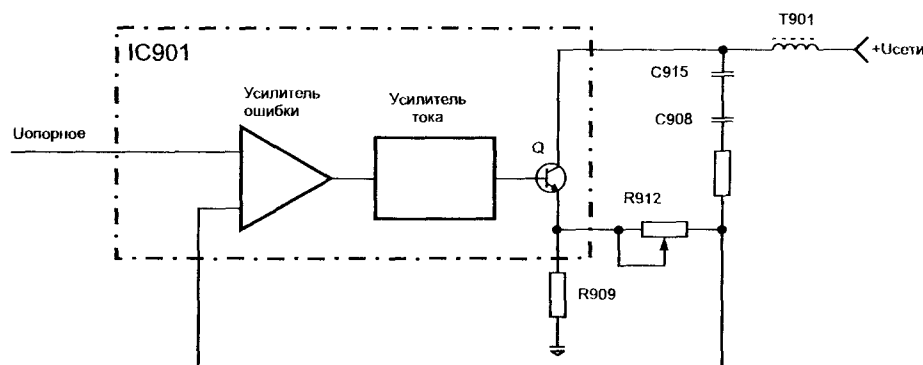 T901
IC901
+Uсети
C915
Усилитель
ошибки
Усилитель
тока
C908
Uопорное
Q
R912
R909